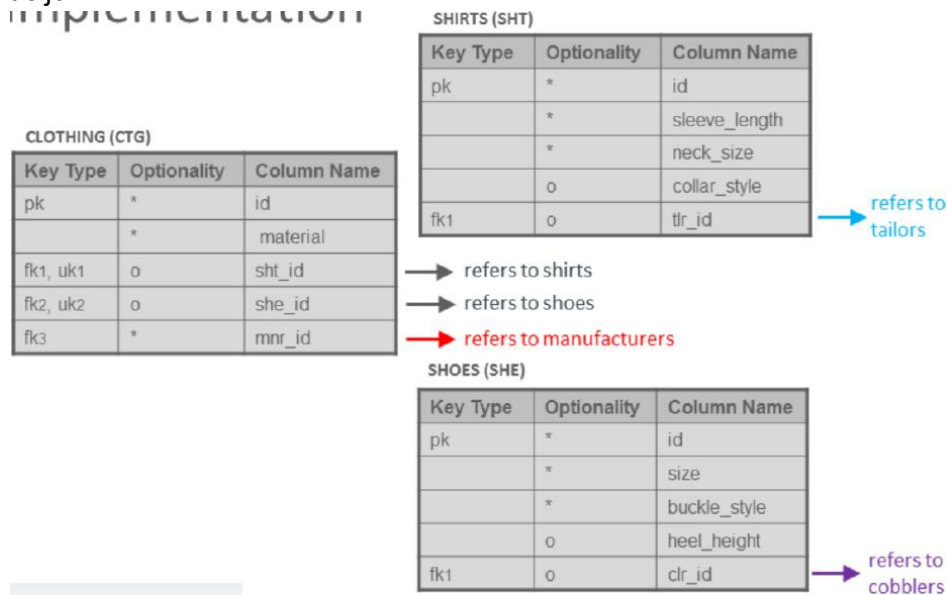 implementation
SHIRTS (SHT)
Key Type Optionality Column Name
pk * id
* sleeve_length
* neck_size
o collar_style
fk1 o tlr_id
refers to
tailors
CLOTHING (CTG)
Key Type Optionality Column Name
pk * id
* material
fk1, uk1 o sht_id
refers to shirts
fk2, uk2 o she_id
refers to shoes
fk3 * mnr_id
refers to manufacturers
SHOES (SHE)
Key Type Optionality Column Name
pk * id
* size
* buckle_style
o heel_height
fk1 o clr_id
refers to
cobblers